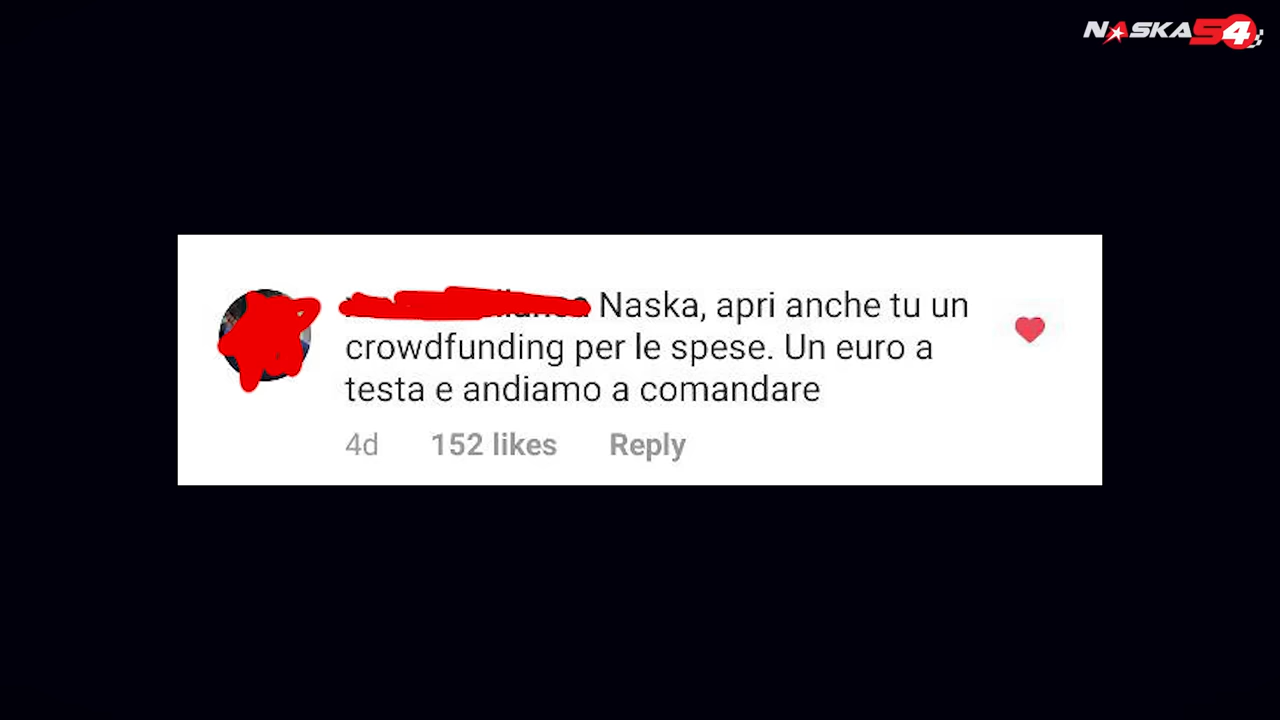 NASKA54
Naska, apri anche tu un
crowdfunding per le spese. Un euro a
testa e andiamo a comandare
4d 152 likes Reply